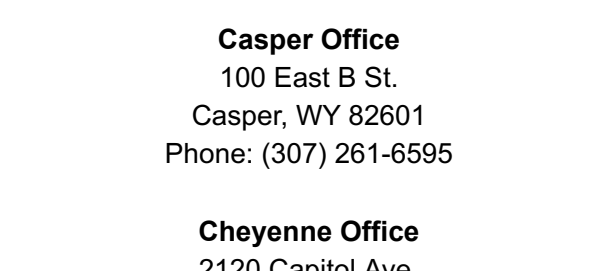 Casper Office
100 East B St.
Casper, WY 82601
Phone: (307) 261-6595
Cheyenne Office
2120 Capitol Ave